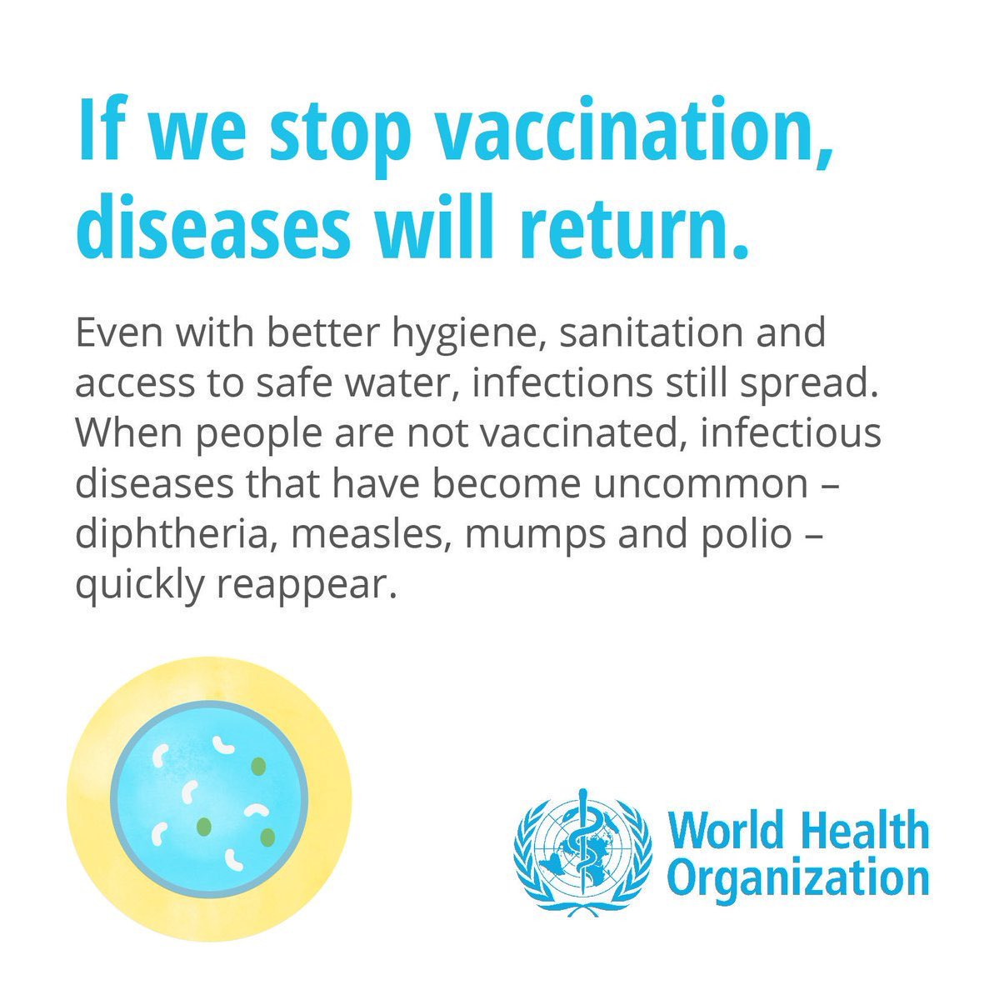 If we stop vaccination,
diseases will return.
Even with better hygiene, sanitation and
access to safe water, infections still spread.
When people are not vaccinated, infectious
diseases that have become uncommon –
diphtheria, measles, mumps and polio –
quickly reappear.
World Health
Organization